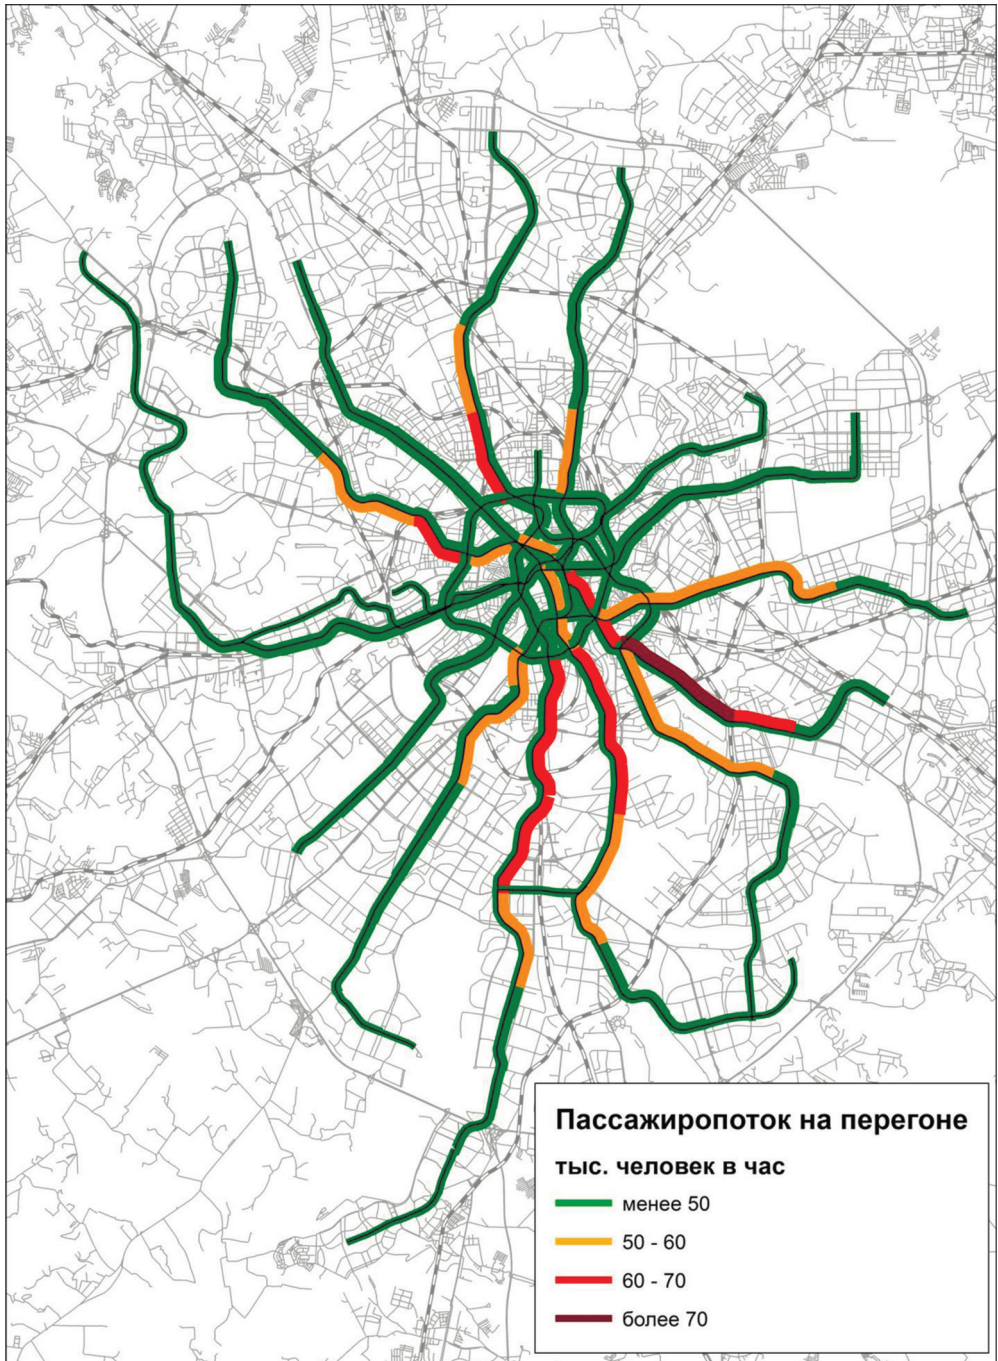 Пассажиропоток на перегоне
тыс. человек в час
менее 50
50 - 60
60 - 70
более 70